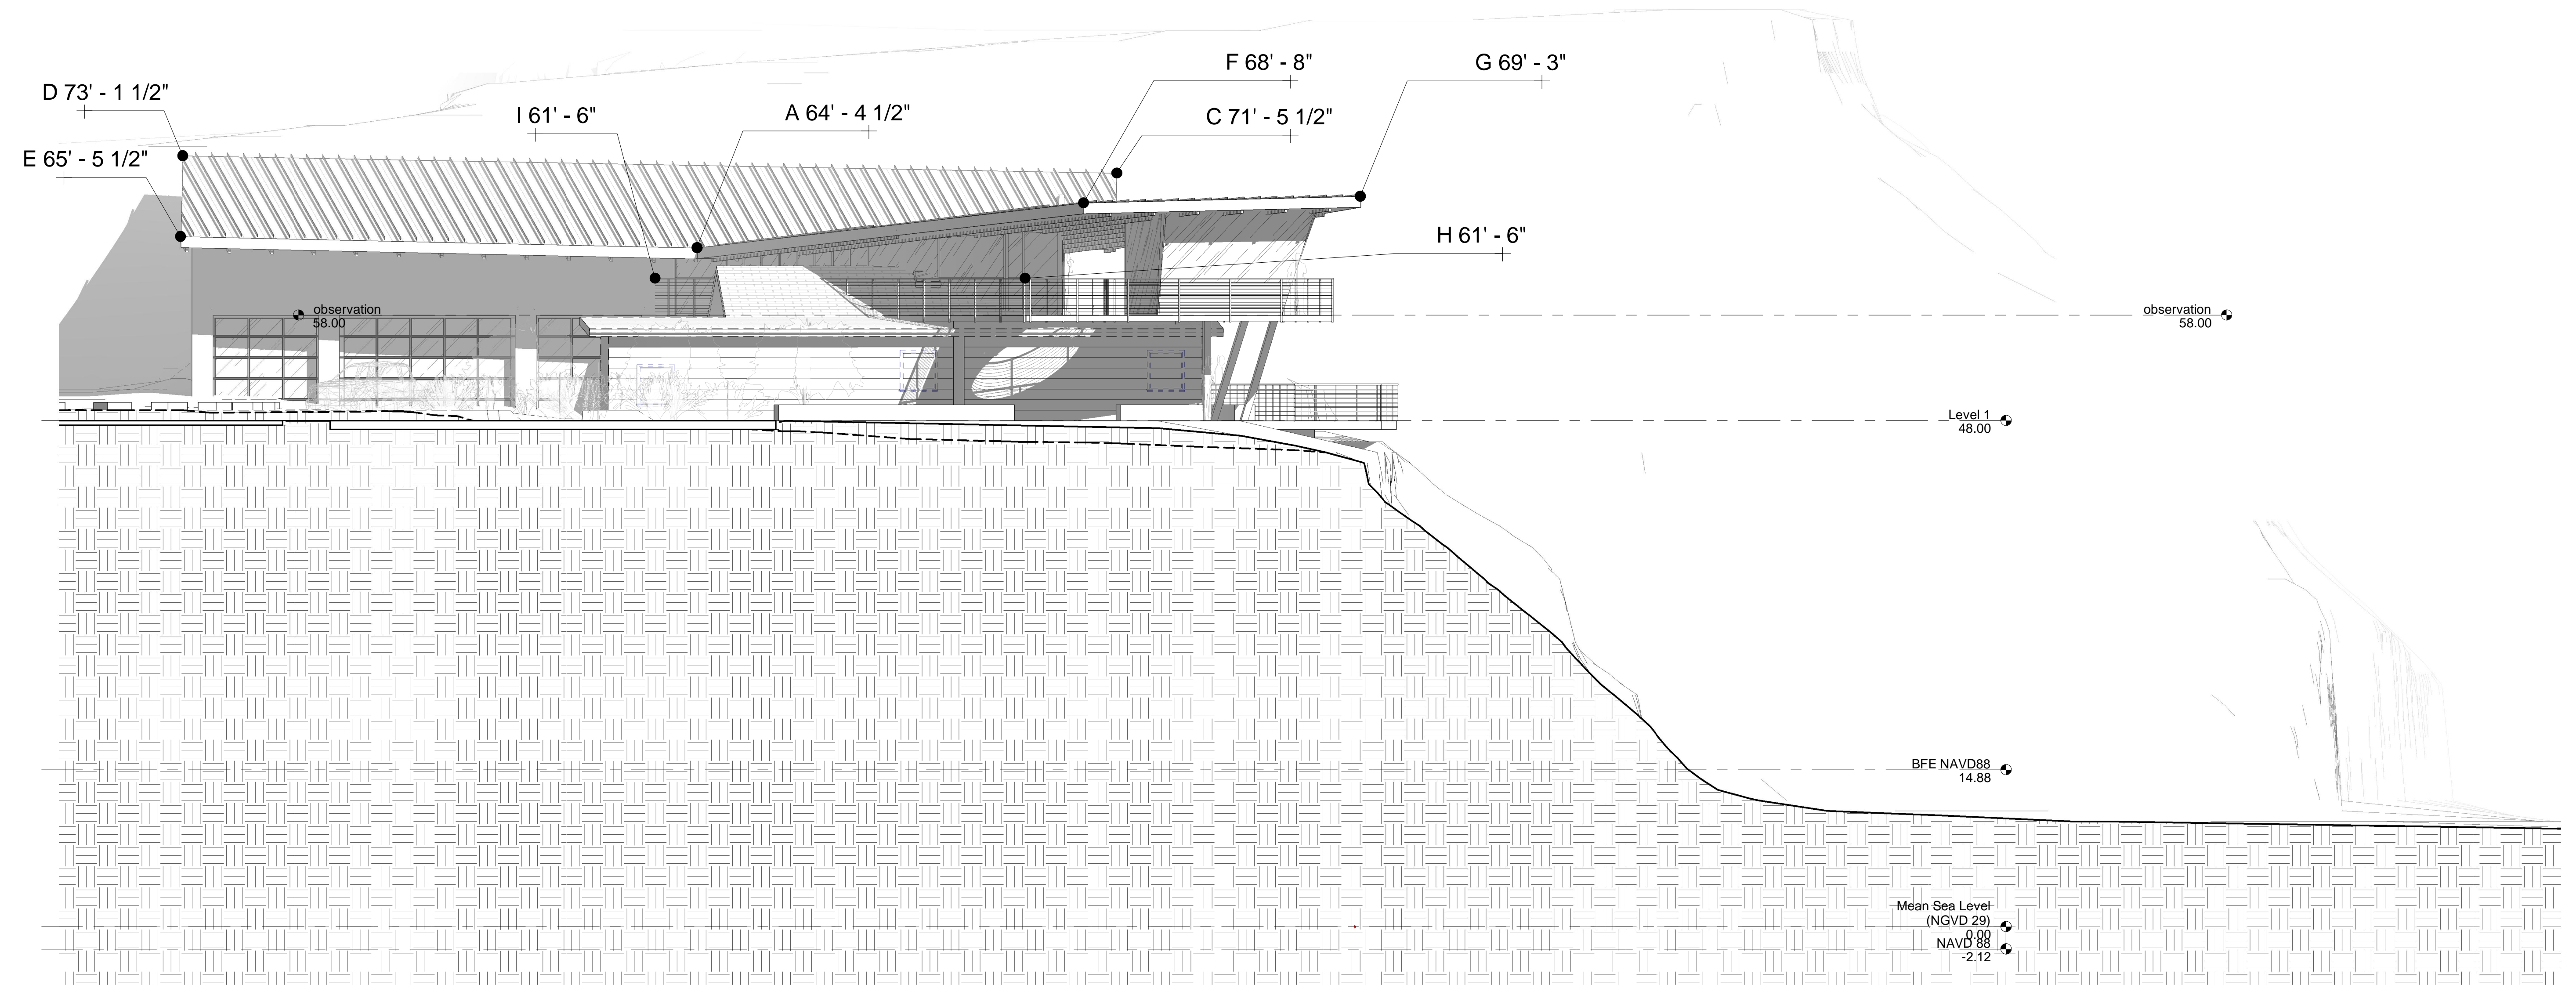 F 68' - 8"
G 69' - 3"
D 73' - 1 1/2"
I 61' - 6"
A 64' - 4 1/2"
C 71' - 5 1/2"
E 65' - 5 1/2"
H 61' - 6"
observation
58.00
observation
58.00
Level 1
48.00
BFE NAVD88
14.88
Mean Sea Level
(NGVD 29)
0.00
NAVD 88
-2.12